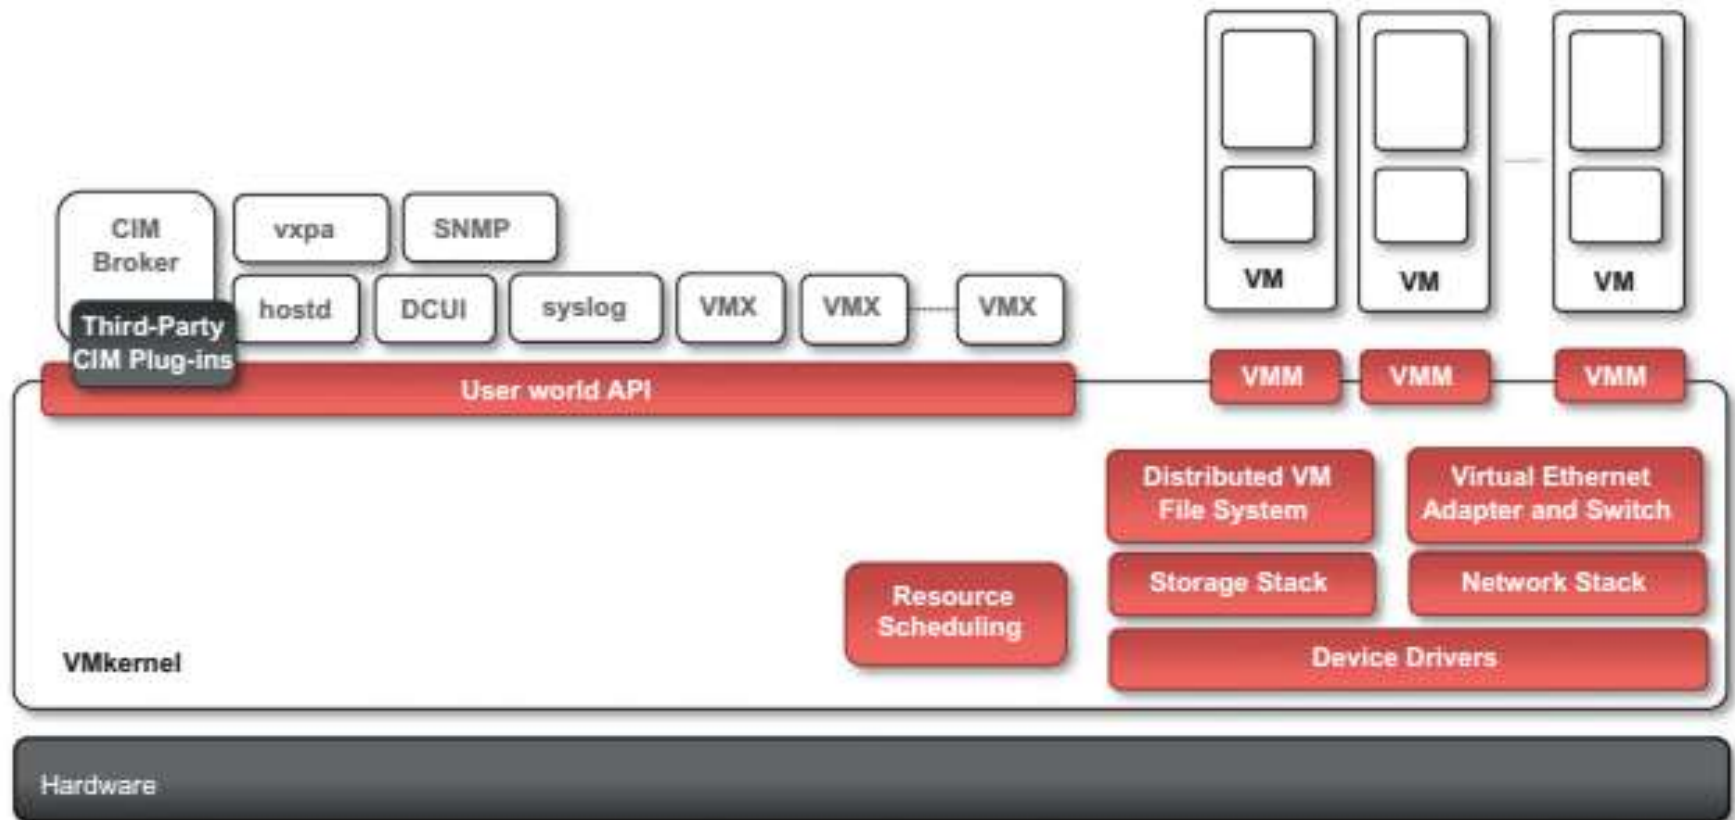 CIM
Broker
vxpa
SNMP
hostd
DCUI
syslog
VMX
VMX
VMX
Third-Party
CIM Plug-ins
User world API
VM
VM
VM
VMM
VMM
VMM
Distributed VM
File System
Virtual Ethernet
Adapter and Switch
Storage Stack
Network Stack
Resource
Scheduling
Device Drivers
VMkernel
Hardware